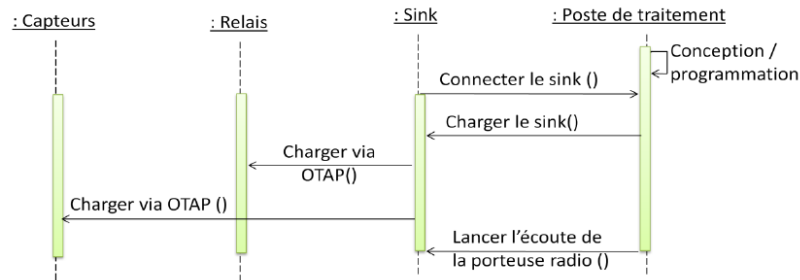 : Capteurs
: Relais
: Sink
: Poste de traitement
Conception /
programmation
Connecter le sink ()
Charger le sink()
Charger via
OTAP()
Charger via OTAP ()
Lancer l'écoute de
la porteuse radio ()